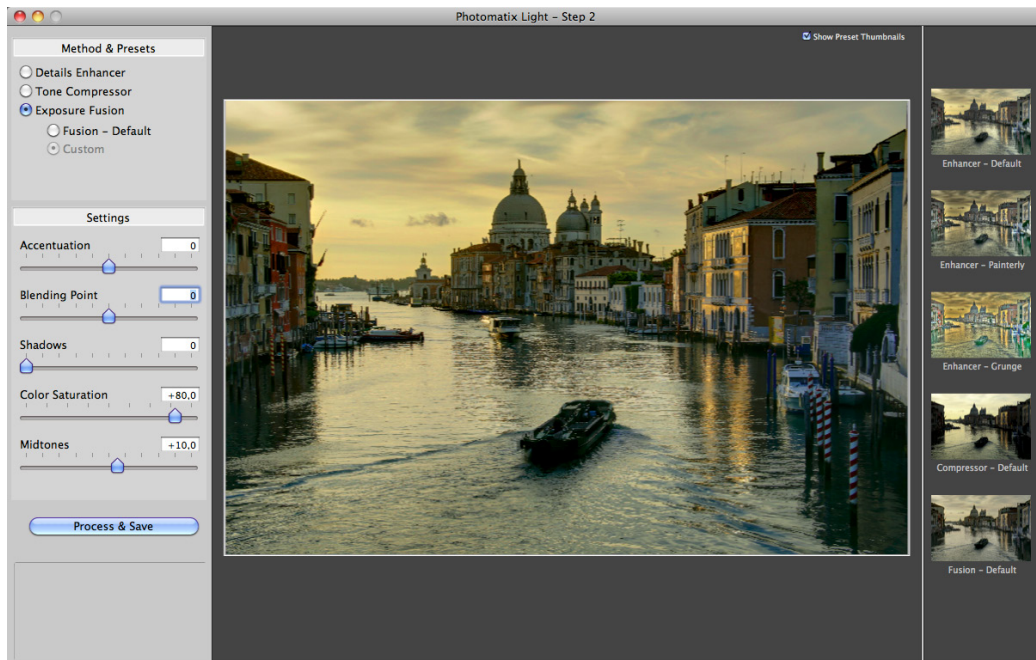 Photomatix Light – Step 2
Method & Presets
Details Enhancer
Tone Compressor
Exposure Fusion
Fusion – Default
Custom
Settings
Accentuation 0
Blending Point 0
Shadows 0
Color Saturation +80,0
Midtones +10,0
Process & Save
Show Preset Thumbnails
Enhancer – Default
Enhancer – Painterly
Enhancer – Grunge
Compressor – Default
Fusion – Default